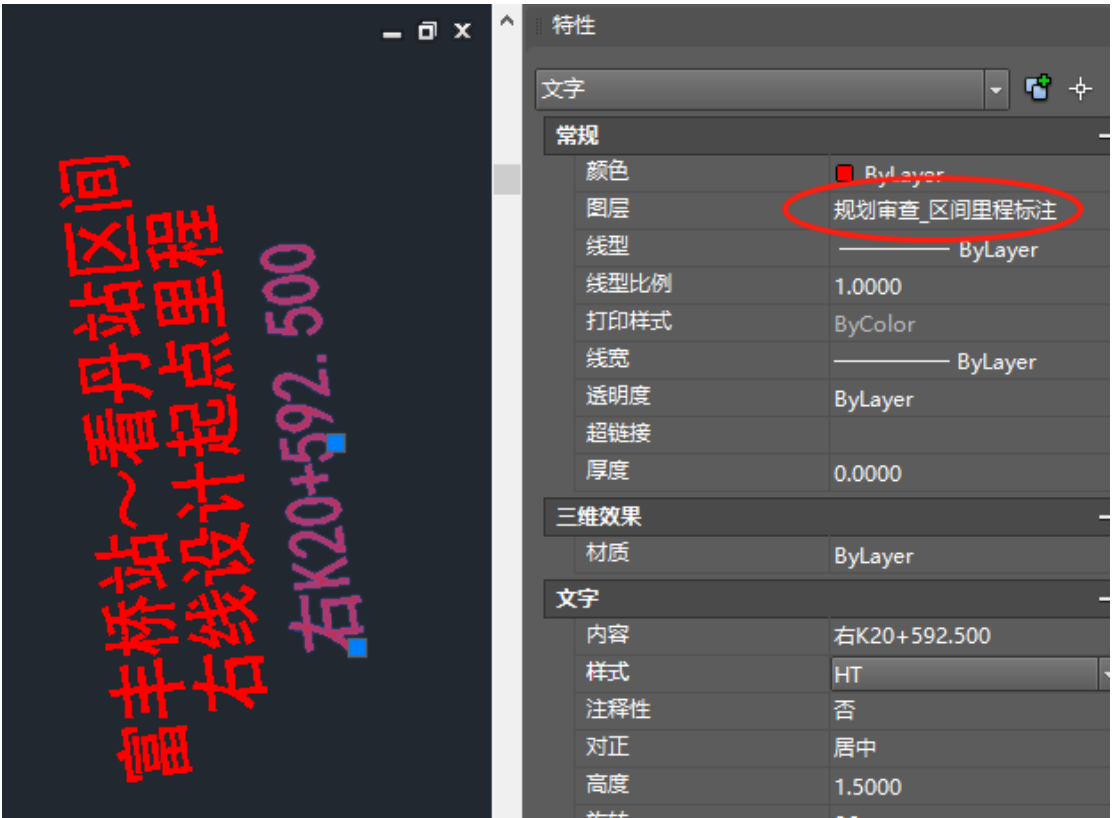 富丰桥站~看丹站区间
右线设计起点里程
右K20+592.500
特性
文字
常规
颜色 ByLayer
图层 规划审查_区间里程标注
线型 ByLayer
线型比例 1.0000
打印样式 ByColor
线宽 ByLayer
透明度 ByLayer
超链接
厚度 0.0000
三维效果
材质 ByLayer
文字
内容 右K20+592.500
样式 HT
注释性 否
对正 居中
高度 1.5000